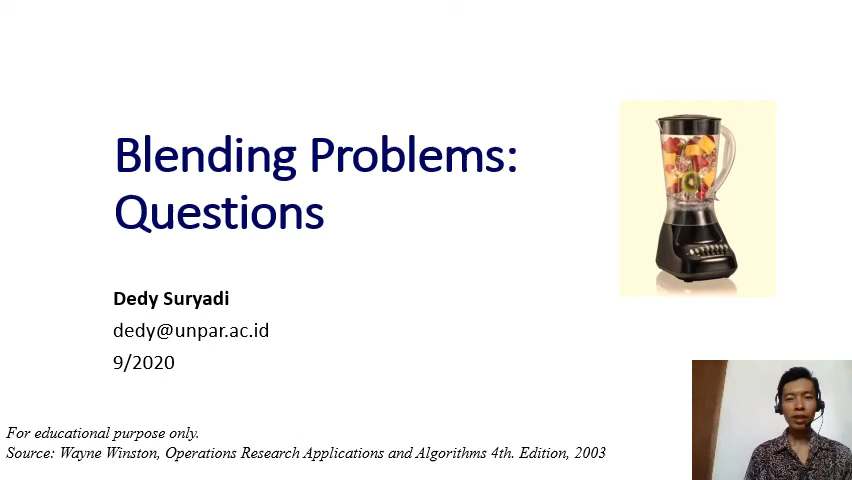 Blending Problems:
Questions
Dedy Suryadi
dedy@unpar.ac.id
9/2020
For educational purpose only.
Source: Wayne Winston, Operations Research Applications and Algorithms 4th. Edition, 2003